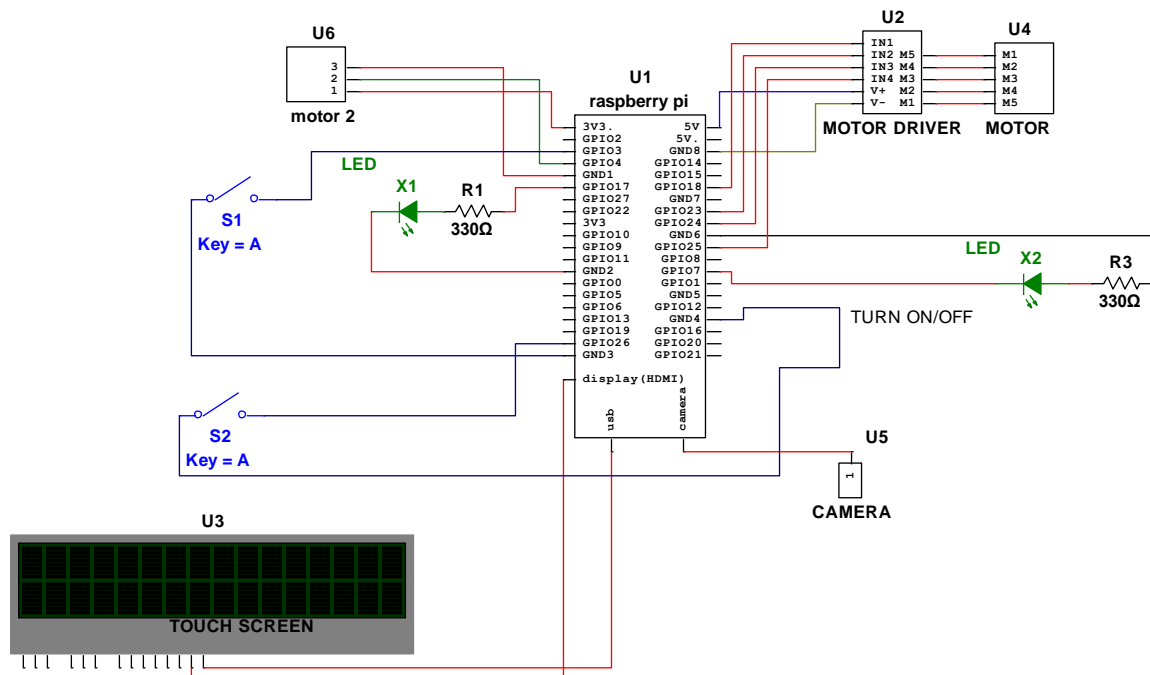 U6
3
2
1
motor 2
U1
raspberry pi
U2
IN1
IN2 M5
IN3 M4
IN4 M3
V+ M2
V- M1
MOTOR DRIVER
U4
M1
M2
M3
M4
M5
MOTOR
3V3. 5V
GPIO2 5V.
GPIO3 GND8
GPIO4 GPIO14
GND1 GPIO15
GPIO17 GPIO18
GPIO27 GND7
GPIO22 GPIO23
3V3 GPIO24
GPIO10 GND6
GPIO9 GPIO25
GPIO11 GPIO8
GND2 GPIO7
GPIO0 GPIO1
GPIO5 GND5
GPIO6 GPIO12
GPIO13 GND4
GPIO19 GPIO16
GPIO26 GPIO20
GND3 GPIO21
display(HDMI)
usb
camera
LED
X1
R1
330Ω
S1
Key = A
S2
Key = A
LED
X2
R3
330Ω
TURN ON/OFF
U5
1
CAMERA
U3
TOUCH SCREEN